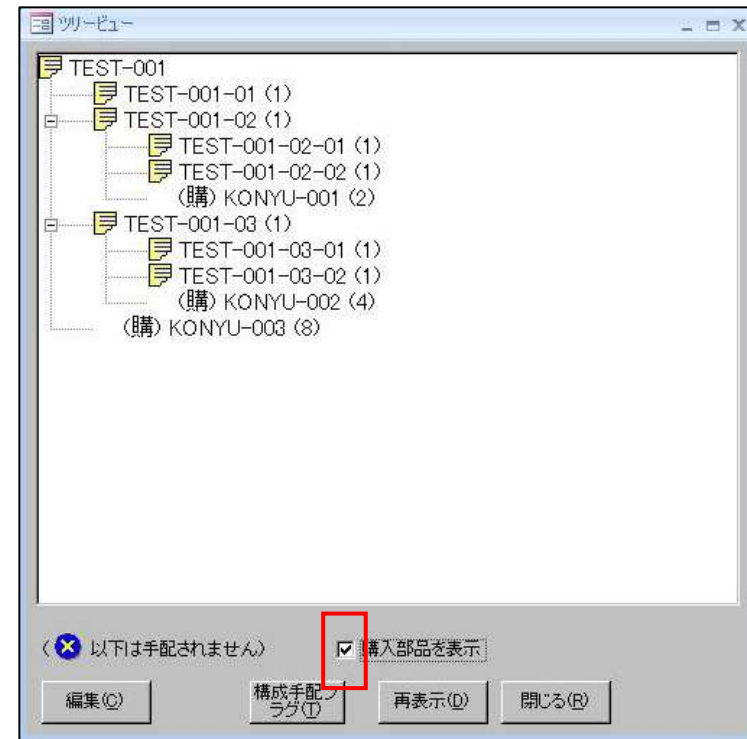 ツリービュー
TEST-001
TEST-001-01 (1)
TEST-001-02 (1)
TEST-001-02-01 (1)
TEST-001-02-02 (1)
(購) KONYU-001 (2)
TEST-001-03 (1)
TEST-001-03-01 (1)
TEST-001-03-02 (1)
(購) KONYU-002 (4)
(購) KONYU-003 (8)
( 以下は手配されません) 購入部品を表示
編集(C) 構成手配フ 再表示(D) 閉じる(R)
ラグ(T)